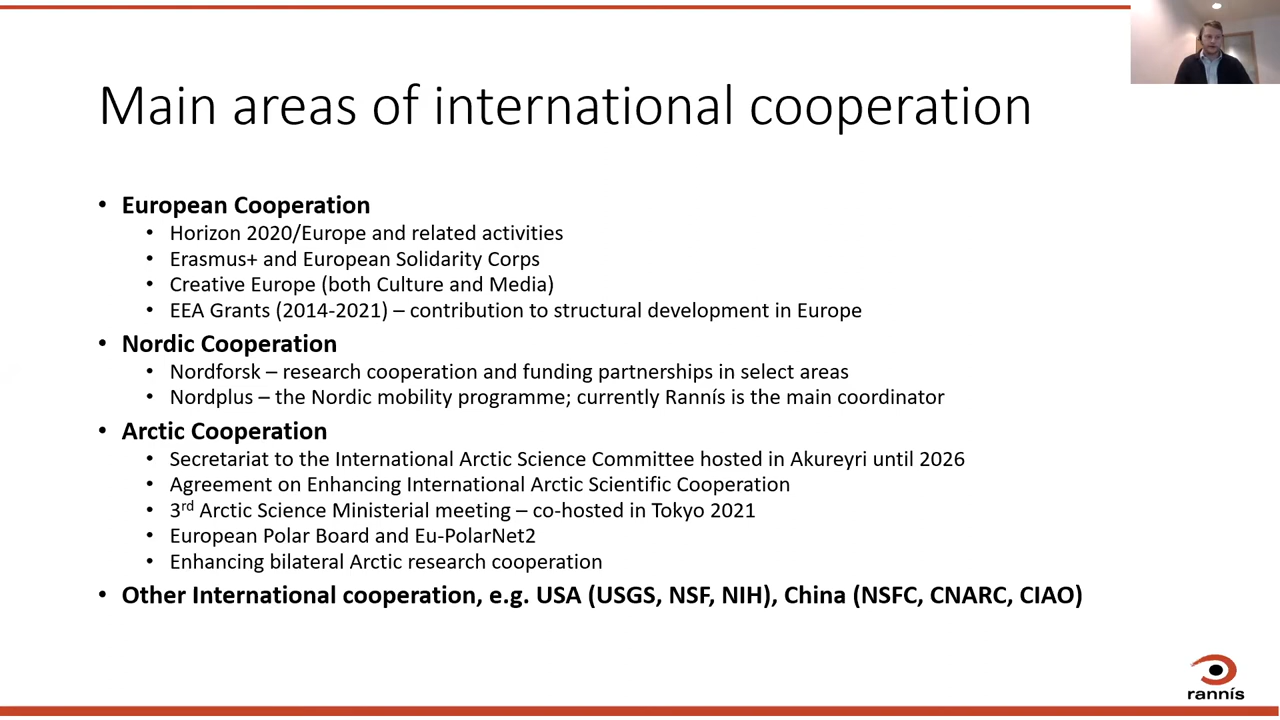 Main areas of international cooperation
• European Cooperation
• Horizon 2020/Europe and related activities
• Erasmus+ and European Solidarity Corps
• Creative Europe (both Culture and Media)
• EEA Grants (2014-2021) – contribution to structural development in Europe
• Nordic Cooperation
• Nordforsk – research cooperation and funding partnerships in select areas
• Nordplus – the Nordic mobility programme; currently Rannís is the main coordinator
• Arctic Cooperation
• Secretariat to the International Arctic Science Committee hosted in Akureyri until 2026
• Agreement on Enhancing International Arctic Scientific Cooperation
• 3rd Arctic Science Ministerial meeting – co-hosted in Tokyo 2021
• European Polar Board and Eu-PolarNet2
• Enhancing bilateral Arctic research cooperation
• Other International cooperation, e.g. USA (USGS, NSF, NIH), China (NSFC, CNARC, CIAO)
rannís